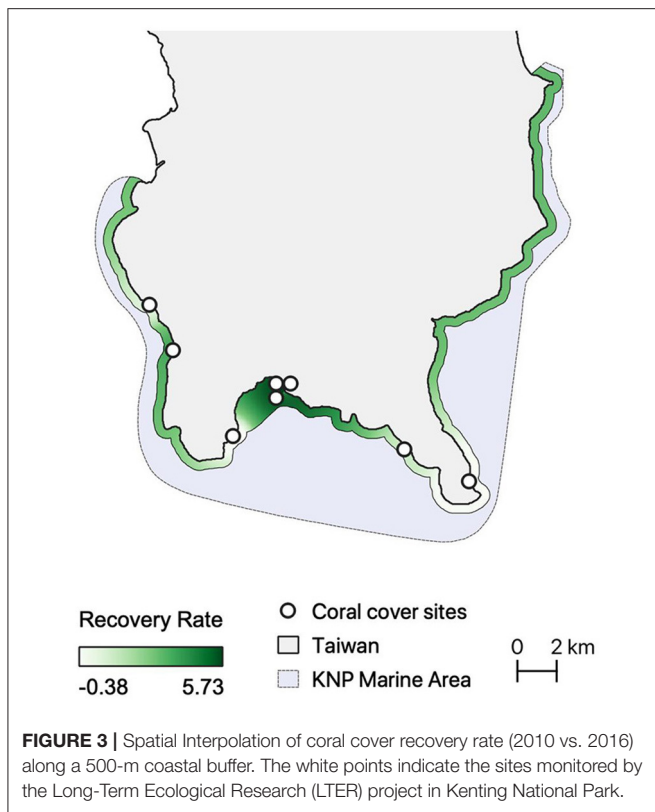 Recovery Rate
-0.38 5.73
Coral cover sites
Taiwan
KNP Marine Area
0 2 km
FIGURE 3 | Spatial Interpolation of coral cover recovery rate (2010 vs. 2016)
along a 500-m coastal buffer. The white points indicate the sites monitored by
the Long-Term Ecological Research (LTER) project in Kenting National Park.